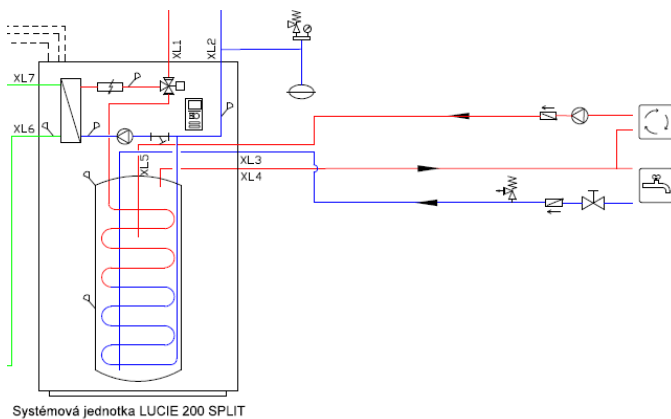 XL1
XL2
XL7
XL6
XL5
XL3
XL4
Systémová jednotka LUCIE 200 SPLIT